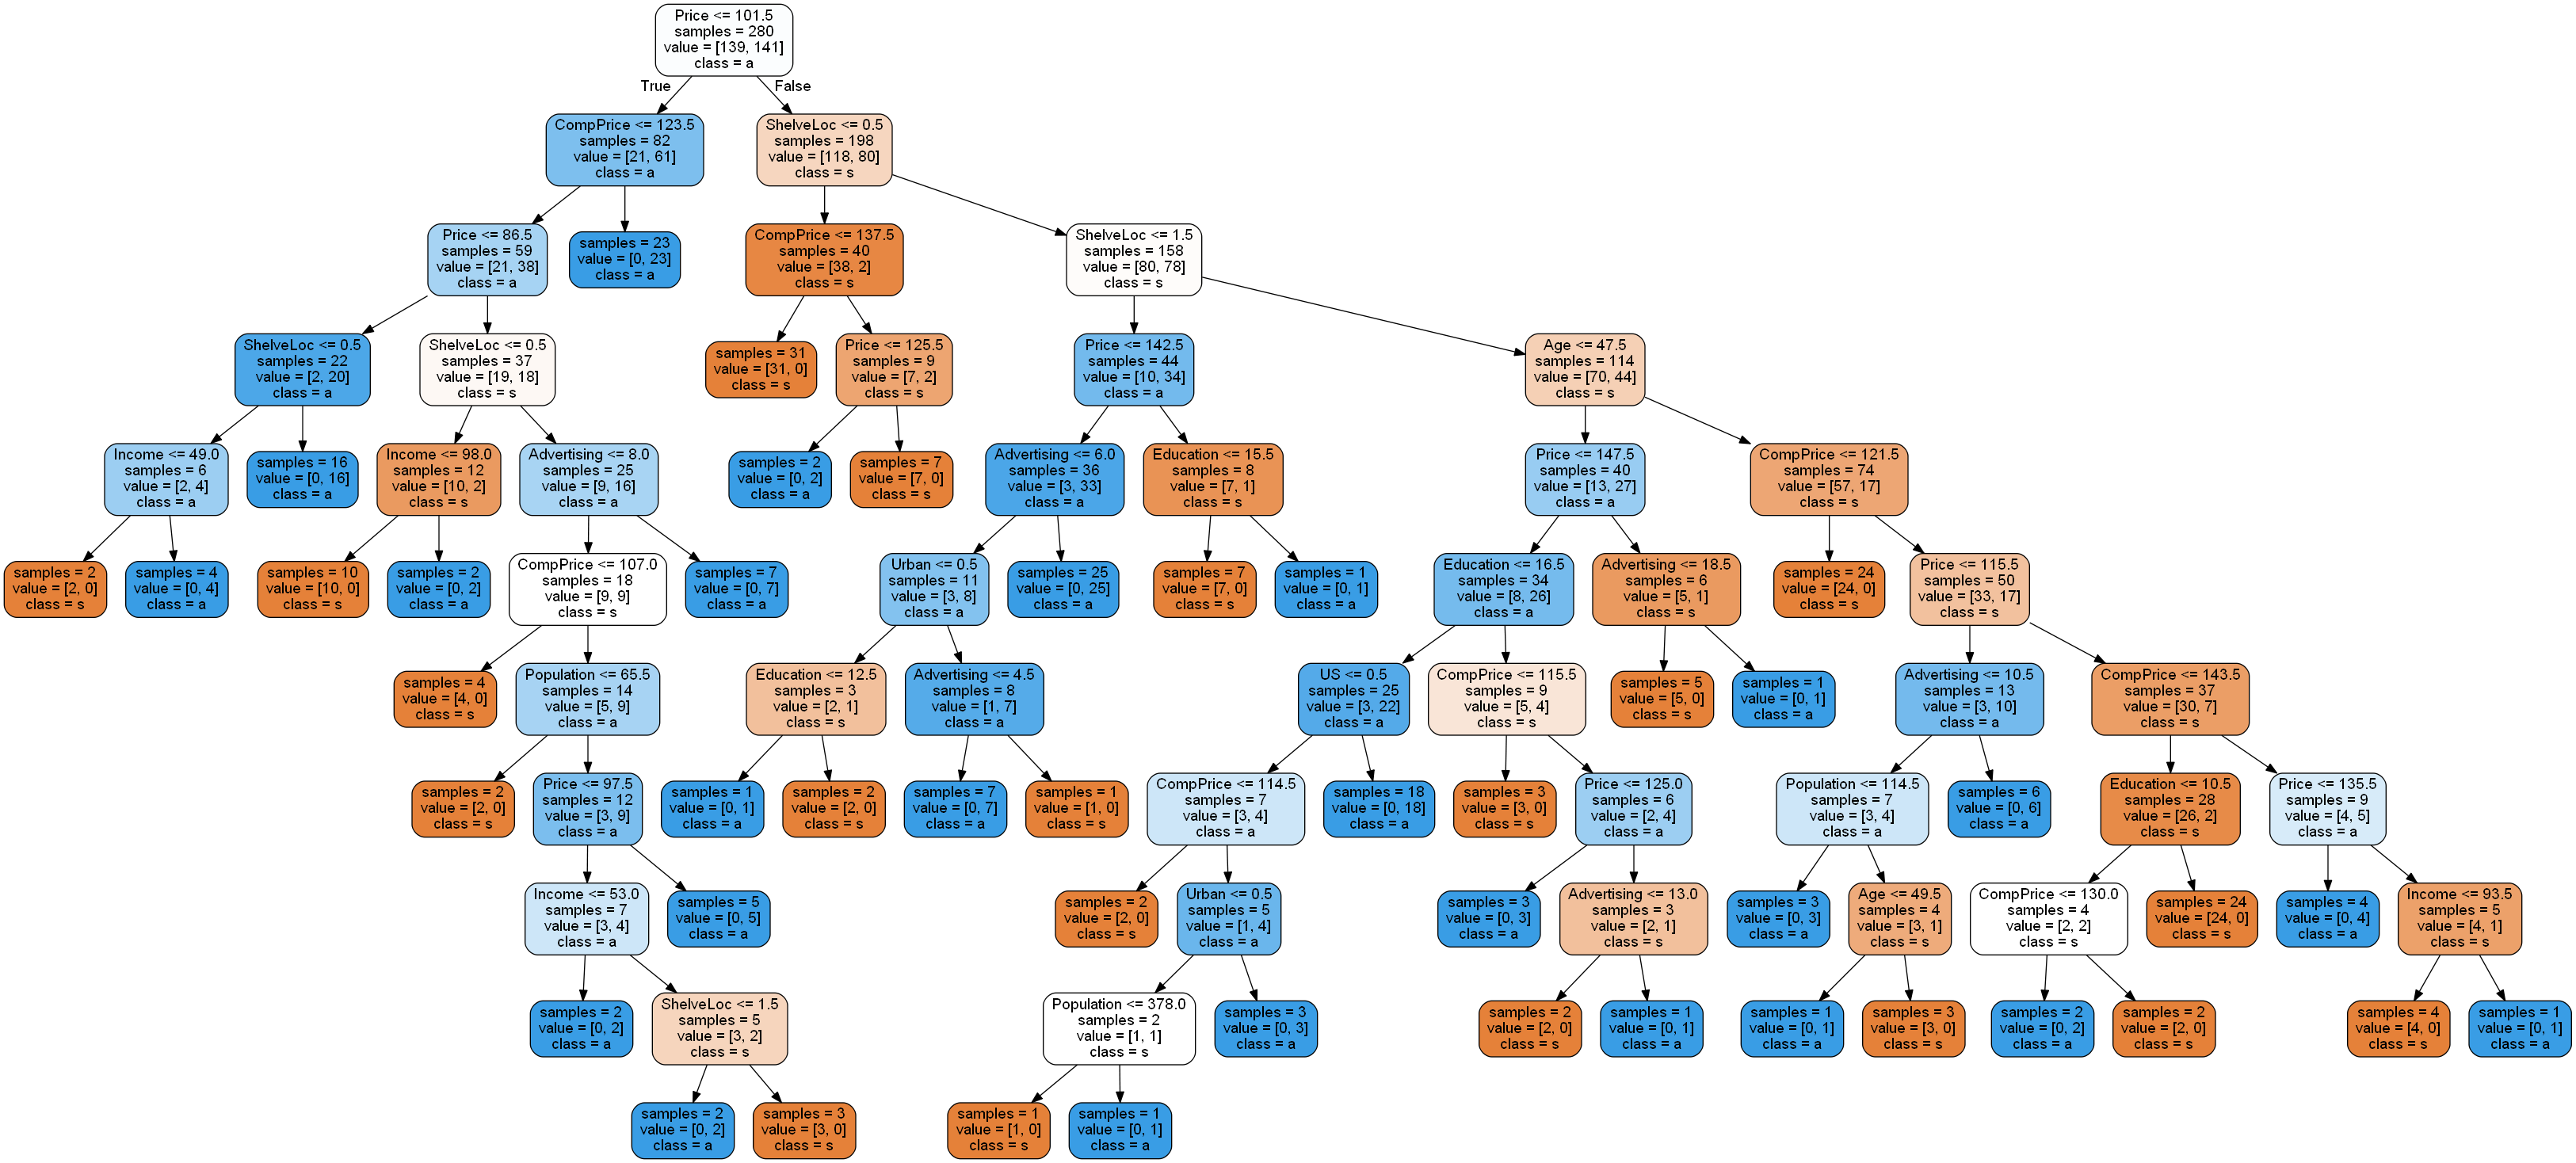 Price <= 101.5
samples = 280
value = [139, 141]
class = a
True
False
CompPrice <= 123.5
samples = 82
value = [21, 61]
class = a
ShelveLoc <= 0.5
samples = 198
value = [118, 80]
class = s
Price <= 86.5
samples = 59
value = [21, 38]
class = a
samples = 23
value = [0, 23]
class = a
CompPrice <= 137.5
samples = 40
value = [38, 2]
class = s
ShelveLoc <= 1.5
samples = 158
value = [80, 78]
class = s
ShelveLoc <= 0.5
samples = 22
value = [2, 20]
class = a
ShelveLoc <= 0.5
samples = 37
value = [19, 18]
class = s
samples = 31
value = [31, 0]
class = s
Price <= 125.5
samples = 9
value = [7, 2]
class = s
Price <= 142.5
samples = 44
value = [10, 34]
class = a
Age <= 47.5
samples = 114
value = [70, 44]
class = s
Income <= 49.0
samples = 6
value = [2, 4]
class = a
samples = 16
value = [0, 16]
class = a
Income <= 98.0
samples = 12
value = [10, 2]
class = s
Advertising <= 8.0
samples = 25
value = [9, 16]
class = a
samples = 2
value = [0, 2]
class = a
samples = 7
value = [7, 0]
class = s
Advertising <= 6.0
samples = 36
value = [3, 33]
class = a
Education <= 15.5
samples = 8
value = [7, 1]
class = s
Price <= 147.5
samples = 40
value = [13, 27]
class = a
CompPrice <= 121.5
samples = 74
value = [57, 17]
class = s
samples = 2
value = [2, 0]
class = s
samples = 4
value = [0, 4]
class = a
samples = 10
value = [10, 0]
class = s
samples = 2
value = [0, 2]
class = a
CompPrice <= 107.0
samples = 18
value = [9, 9]
class = s
samples = 7
value = [0, 7]
class = a
Urban <= 0.5
samples = 11
value = [3, 8]
class = a
samples = 25
value = [0, 25]
class = a
samples = 7
value = [7, 0]
class = s
samples = 1
value = [0, 1]
class = a
Education <= 16.5
samples = 34
value = [8, 26]
class = a
Advertising <= 18.5
samples = 6
value = [5, 1]
class = s
samples = 24
value = [24, 0]
class = s
Price <= 115.5
samples = 50
value = [33, 17]
class = s
samples = 4
value = [4, 0]
class = s
Population <= 65.5
samples = 14
value = [5, 9]
class = a
Education <= 12.5
samples = 3
value = [2, 1]
class = s
Advertising <= 4.5
samples = 8
value = [1, 7]
class = a
US <= 0.5
samples = 25
value = [3, 22]
class = a
CompPrice <= 115.5
samples = 9
value = [5, 4]
class = s
samples = 5
value = [5, 0]
class = s
samples = 1
value = [0, 1]
class = a
Advertising <= 10.5
samples = 13
value = [3, 10]
class = a
CompPrice <= 143.5
samples = 37
value = [30, 7]
class = s
samples = 2
value = [2, 0]
class = s
Price <= 97.5
samples = 12
value = [3, 9]
class = a
samples = 1
value = [0, 1]
class = a
samples = 2
value = [2, 0]
class = s
samples = 7
value = [0, 7]
class = a
samples = 1
value = [1, 0]
class = s
CompPrice <= 114.5
samples = 7
value = [3, 4]
class = a
samples = 18
value = [0, 18]
class = a
samples = 3
value = [3, 0]
class = s
Price <= 125.0
samples = 6
value = [2, 4]
class = a
Population <= 114.5
samples = 7
value = [3, 4]
class = a
samples = 6
value = [0, 6]
class = a
Education <= 10.5
samples = 28
value = [26, 2]
class = s
Price <= 135.5
samples = 9
value = [4, 5]
class = a
Income <= 53.0
samples = 7
value = [3, 4]
class = a
samples = 5
value = [0, 5]
class = a
samples = 2
value = [2, 0]
class = s
Urban <= 0.5
samples = 5
value = [1, 4]
class = a
samples = 3
value = [0, 3]
class = a
Advertising <= 13.0
samples = 3
value = [2, 1]
class = s
samples = 3
value = [0, 3]
class = a
Age <= 49.5
samples = 4
value = [3, 1]
class = s
CompPrice <= 130.0
samples = 4
value = [2, 2]
class = s
samples = 24
value = [24, 0]
class = s
samples = 4
value = [0, 4]
class = a
Income <= 93.5
samples = 5
value = [4, 1]
class = s
samples = 2
value = [0, 2]
class = a
ShelveLoc <= 1.5
samples = 5
value = [3, 2]
class = s
Population <= 378.0
samples = 2
value = [1, 1]
class = s
samples = 3
value = [0, 3]
class = a
samples = 2
value = [2, 0]
class = s
samples = 1
value = [0, 1]
class = a
samples = 1
value = [0, 1]
class = a
samples = 3
value = [3, 0]
class = s
samples = 2
value = [0, 2]
class = a
samples = 2
value = [2, 0]
class = s
samples = 4
value = [4, 0]
class = s
samples = 1
value = [0, 1]
class = a
samples = 2
value = [0, 2]
class = a
samples = 3
value = [3, 0]
class = s
samples = 1
value = [1, 0]
class = s
samples = 1
value = [0, 1]
class = a